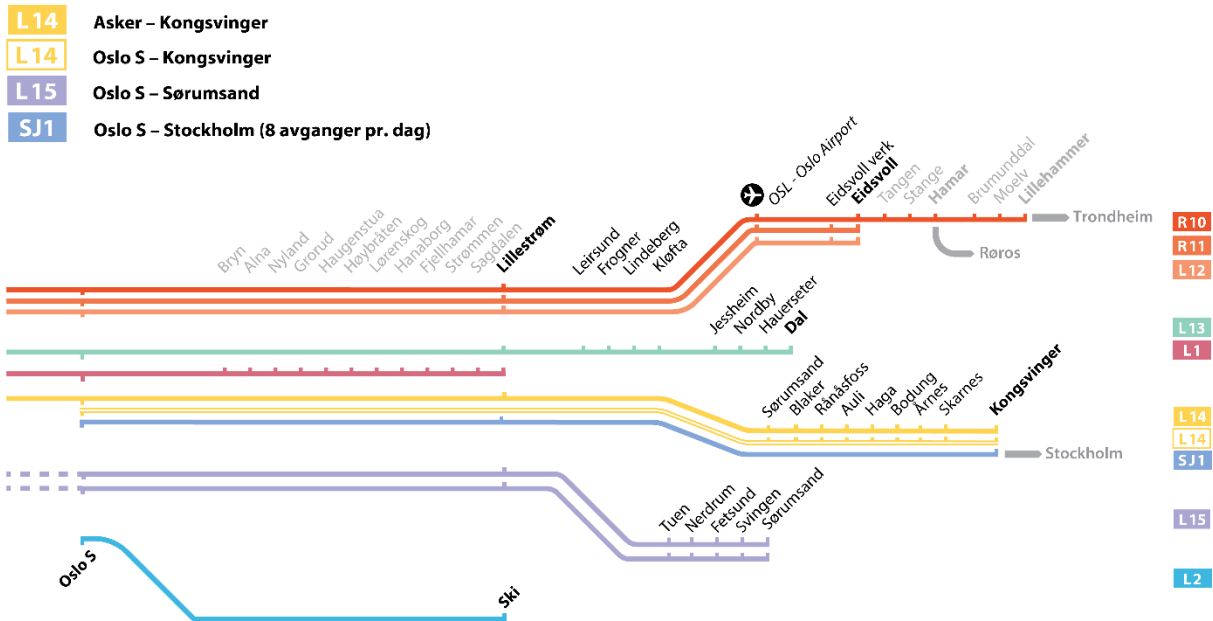 L14 Asker – Kongsvinger
L14 Oslo S – Kongsvinger
L15 Oslo S – Sørumsand
SJ1 Oslo S – Stockholm (8 avganger pr. dag)
Bryn
Alna
Nyland
Grorud
Haugenstua
Høybråten
Lørenskog
Hanaborg
Fjellhamar
Strømmen
Sagdalen
Lillestrøm
Leirsund
Frogner
Lindeberg
Kløfta
OSL - Oslo Airport
Eidsvoll verk
Eidsvoll
Tangen
Stange
Hamar
Brumunddal
Moelv
Lillehammer
Trondheim
Røros
R10
R11
L12
Jessheim
Nordby
Hauerseter
Dal
L13
L1
Sørumsand
Blaker
Rånåsfoss
Auli
Haga
Bodung
Årnes
Skarnes
Kongsvinger
Stockholm
L14
L14
SJ1
Tuen
Nerdrum
Fetsund
Svingen
Sørumsand
L15
Oslo S
Ski
L2